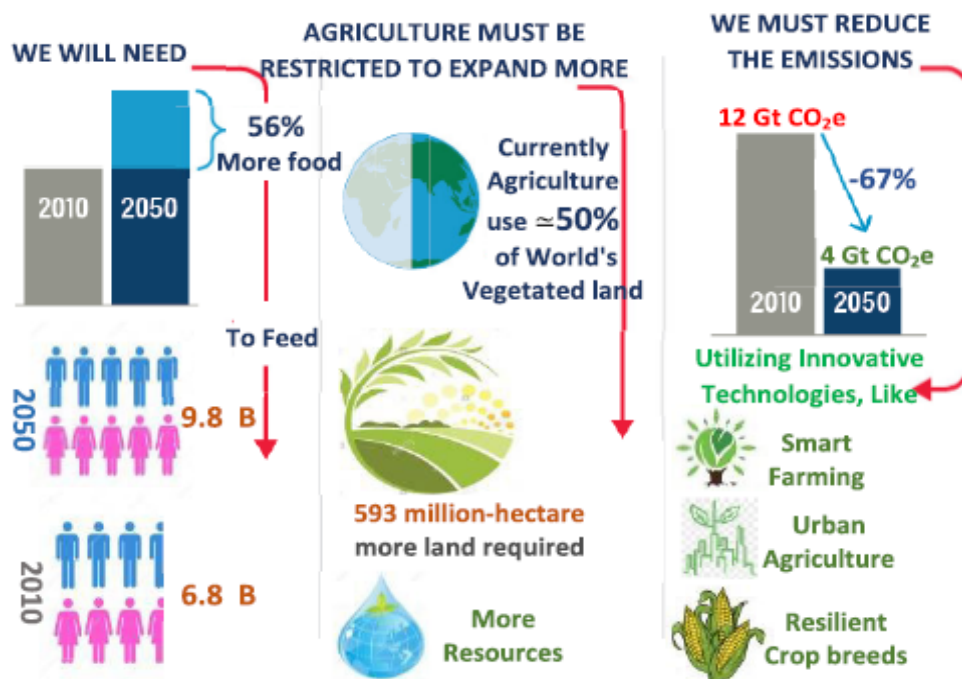 WE WILL NEED
2010
2050
56%
More food
To Feed
2050
9.8 B
2010
6.8 B
AGRICULTURE MUST BE
RESTRICTED TO EXPAND MORE
Currently
Agriculture
use ≃50%
of World's
Vegetated land
593 million-hectare
more land required
More
Resources
WE MUST REDUCE
THE EMISSIONS
12 Gt CO₂e
-67%
4 Gt CO₂e
2010
2050
Utilizing Innovative
Technologies, Like
Smart
Farming
Urban
Agriculture
Resilient
Crop breeds